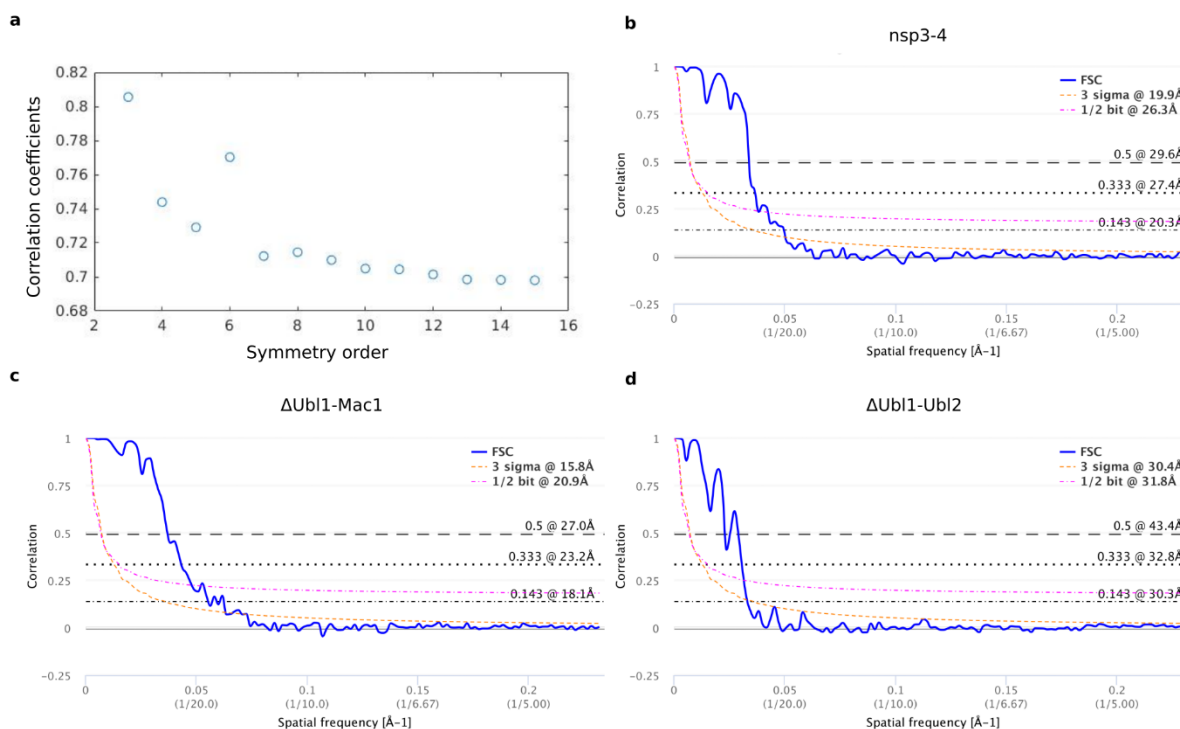 a
0.82
0.8
0.78
0.76
0.74
0.72
0.7
0.68
Correlation coefficients
2
4
6
8
10
12
14
16
Symmetry order
b
nsp3-4
1
0.75
0.5
0.25
0
−0.25
Correlation
FSC
3 sigma @ 19.9Å
1/2 bit @ 26.3Å
0.5 @ 29.6Å
0.333 @ 27.4Å
0.143 @ 20.3Å
0
0.05
(1/20.0)
0.1
(1/10.0)
0.15
(1/6.67)
0.2
(1/5.00)
Spatial frequency [Å-1]
c
ΔUbl1-Mac1
1
0.75
0.5
0.25
0
−0.25
Correlation
FSC
3 sigma @ 15.8Å
1/2 bit @ 20.9Å
0.5 @ 27.0Å
0.333 @ 23.2Å
0.143 @ 18.1Å
0
0.05
(1/20.0)
0.1
(1/10.0)
0.15
(1/6.67)
0.2
(1/5.00)
Spatial frequency [Å-1]
d
ΔUbl1-Ubl2
1
0.75
0.5
0.25
0
−0.25
Correlation
FSC
3 sigma @ 30.4Å
1/2 bit @ 31.8Å
0.5 @ 43.4Å
0.333 @ 32.8Å
0.143 @ 30.3Å
0
0.05
(1/20.0)
0.1
(1/10.0)
0.15
(1/6.67)
0.2
(1/5.00)
Spatial frequency [Å-1]